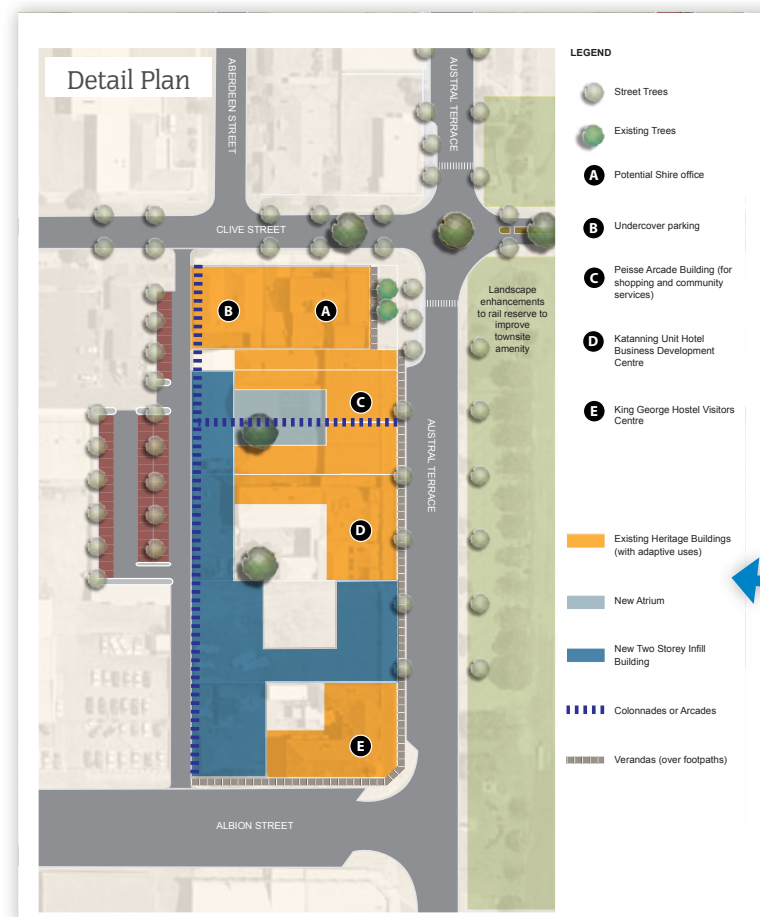 Detail Plan
ABERDEEN STREET
AUSTRAL TERRACE
CLIVE STREET
B
A
Landscape
enhancements
to rail reserve to
improve
townsite
amenity
C
AUSTRAL TERRACE
D
E
ALBION STREET
LEGEND
Street Trees
Existing Trees
A Potential Shire office
B Undercover parking
C Peisse Arcade Building (for
shopping and community
services)
D Katanning Unit Hotel
Business Development
Centre
E King George Hostel Visitors
Centre
Existing Heritage Buildings
(with adaptive uses)
New Atrium
New Two Storey Infill
Building
Colonnades or Arcades
Verandas (over footpaths)